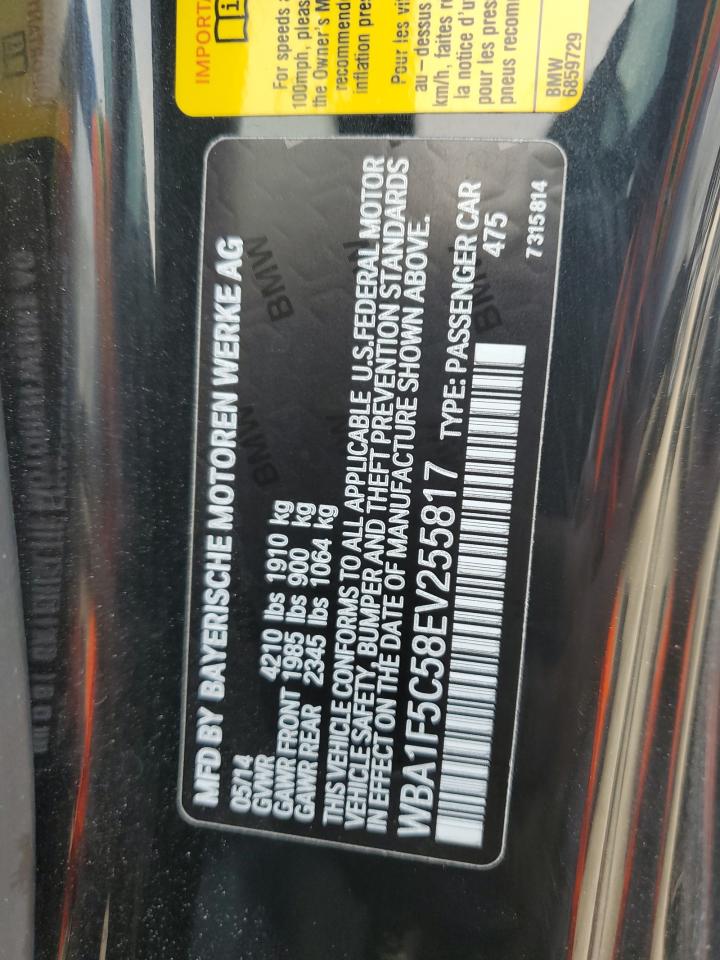 MFD BY BAYERISCHE MOTOREN WERKE AG
05/14
GVWR 4210 lbs 1910 kg
GAWR FRONT 1985 lbs 900 kg
GAWR REAR 2345 lbs 1064 kg
THIS VEHICLE CONFORMS TO ALL APPLICABLE U.S.FEDERAL MOTOR
VEHICLE SAFETY, BUMPER AND THEFT PREVENTION STANDARDS
IN EFFECT ON THE DATE OF MANUFACTURE SHOWN ABOVE.
WBA1F5C58EV255817 TYPE: PASSENGER CAR
475
7315814
BMW
BMW
BMW
IMPORTA
For speeds
100mph, pleas
the Owner's M
recommend
inflation pres
Pour les vi
au-dessus
km/h, faites r
la notice d'u
pour les pres
pneus recom
BMW
6859729